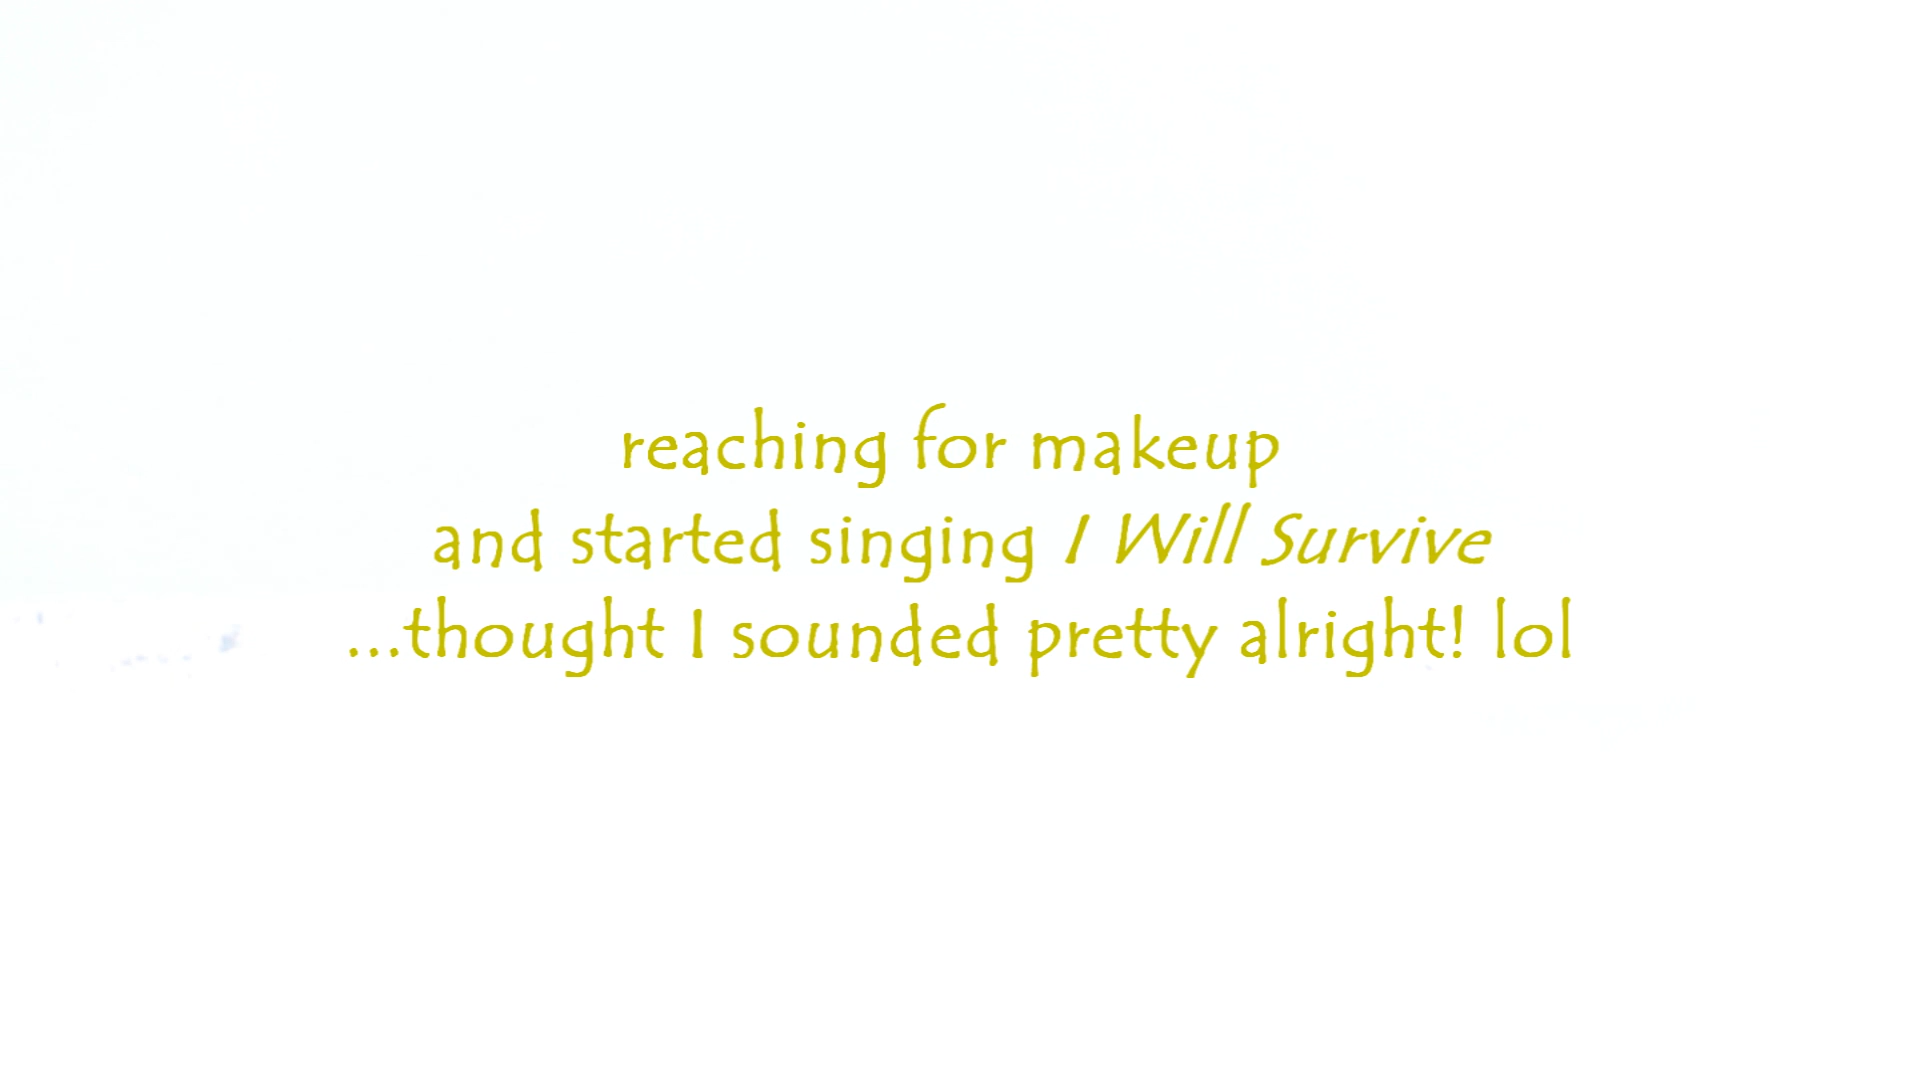 reaching for makeup
and started singing I Will Survive
...thought I sounded pretty alright! lol